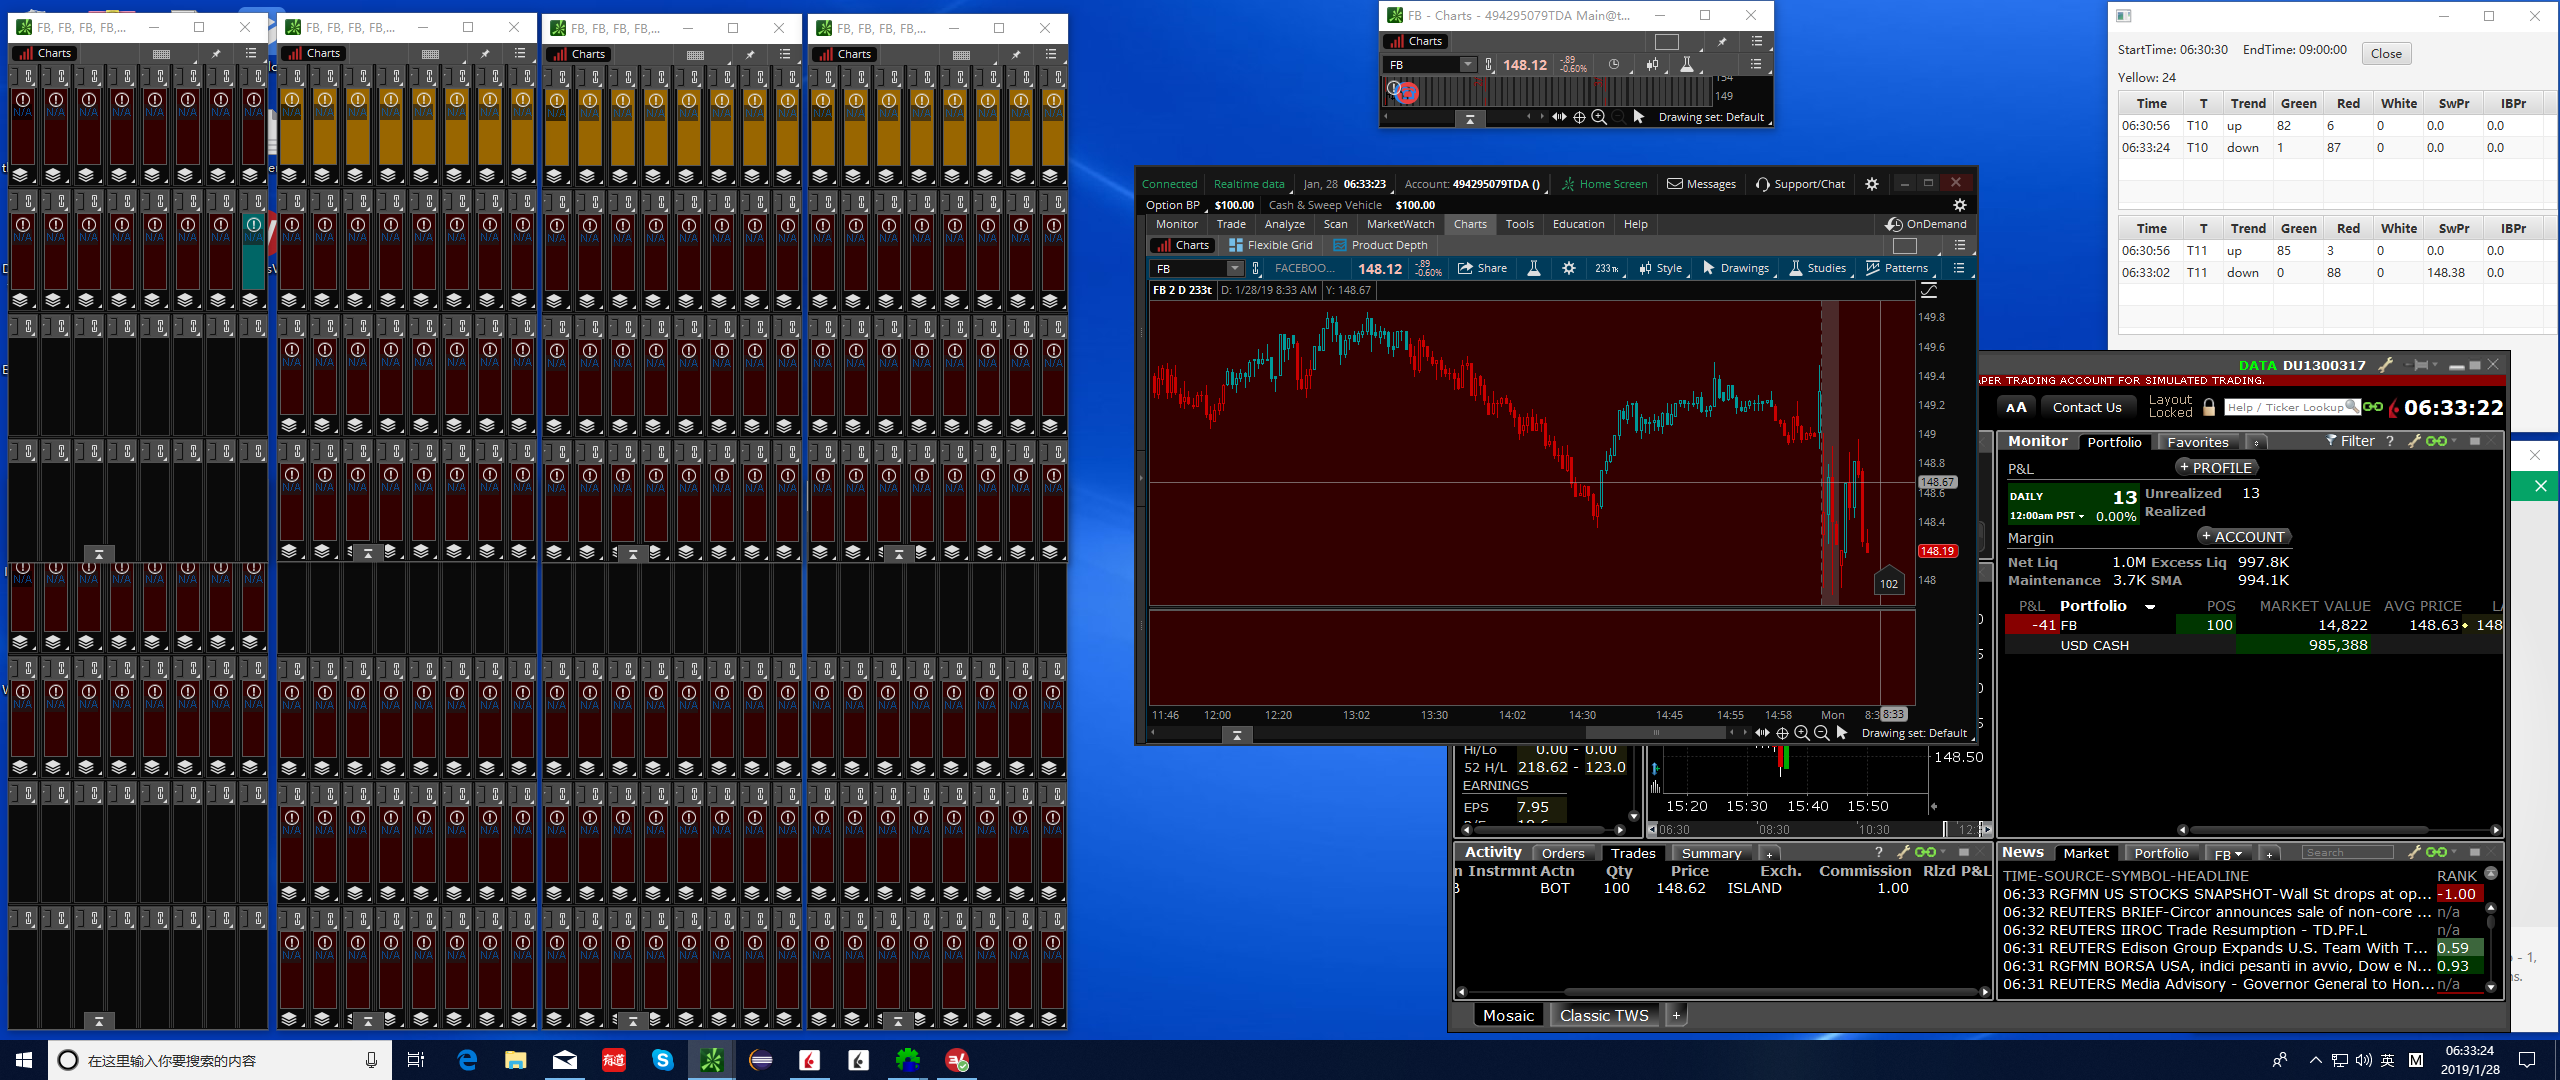 FB, FB, FB, FB,...
Charts
FB, FB, FB, FB,...
Charts
FB, FB, FB, FB,...
Charts
FB, FB, FB, FB,...
Charts
N/A
FB - Charts - 494295079TDA Main@t...
Charts
FB
148.12
-.89
-0.60%
154
149
Drawing set: Default
StartTime: 06:30:30 EndTime: 09:00:00 Close
Yellow: 24
Time T Trend Green Red White SwPr IBPr
06:30:56 T10 up 82 6 0 0.0 0.0
06:33:24 T10 down 1 87 0 0.0 0.0
Time T Trend Green Red White SwPr IBPr
06:30:56 T11 up 85 3 0 0.0 0.0
06:33:02 T11 down 0 88 0 148.38 0.0
Connected Realtime data Jan, 28 06:33:23 Account: 494295079TDA () Home Screen Messages Support/Chat
Option BP $100.00 Cash & Sweep Vehicle $100.00
Monitor Trade Analyze Scan MarketWatch Charts Tools Education Help OnDemand
Charts Flexible Grid Product Depth
FB FACEBOO... 148.12 -.89 -0.60% Share 233tk Style Drawings Studies Patterns
FB 2 D 233t D: 1/28/19 8:33 AM Y: 148.67
149.8
149.6
149.4
149.2
149
148.8
148.67
148.6
148.4
148.19
148
102
11:46 12:00 12:20 13:02 13:30 14:02 14:30 14:45 14:55 14:58 Mon 8:3 8:33
Drawing set: Default
DATA DU1300317
APER TRADING ACCOUNT FOR SIMULATED TRADING.
AA Contact Us Layout Locked Help / Ticker Lookup 06:33:22
Monitor Portfolio Favorites Filter ?
P&L + PROFILE
DAILY 13 Unrealized 13
12:00am PST 0.00% Realized
Margin + ACCOUNT
Net Liq 1.0M Excess Liq 997.8K
Maintenance 3.7K SMA 994.1K
P&L Portfolio POS MARKET VALUE AVG PRICE LA
-41 FB 100 14,822 148.63 148
USD CASH 985,388
Hi/Lo 0.00 - 0.00
52 H/L 218.62 - 123.0
EARNINGS
EPS 7.95
148.50
15:20 15:30 15:40 15:50
06:30 08:30 10:30 12:3
Activity Orders Trades Summary + ?
n Instrmnt Actn Qty Price Exch. Commission Rlzd P&L
B BOT 100 148.62 ISLAND 1.00
News Market Portfolio FB + Search
TIME-SOURCE-SYMBOL-HEADLINE RANK
06:33 RGFMN US STOCKS SNAPSHOT-Wall St drops at op... -1.00
06:32 REUTERS BRIEF-Circor announces sale of non-core ... n/a
06:32 REUTERS IIROC Trade Resumption - TD.PF.L n/a
06:31 REUTERS Edison Group Expands U.S. Team With T... 0.59
06:31 RGFMN BORSA USA, indici pesanti in avvio, Dow e N... 0.93
06:31 REUTERS Media Advisory - Governor General to Hon... n/a
Mosaic Classic TWS +
在这里输入你要搜索的内容
有道
英 M
06:33:24
2019/1/28